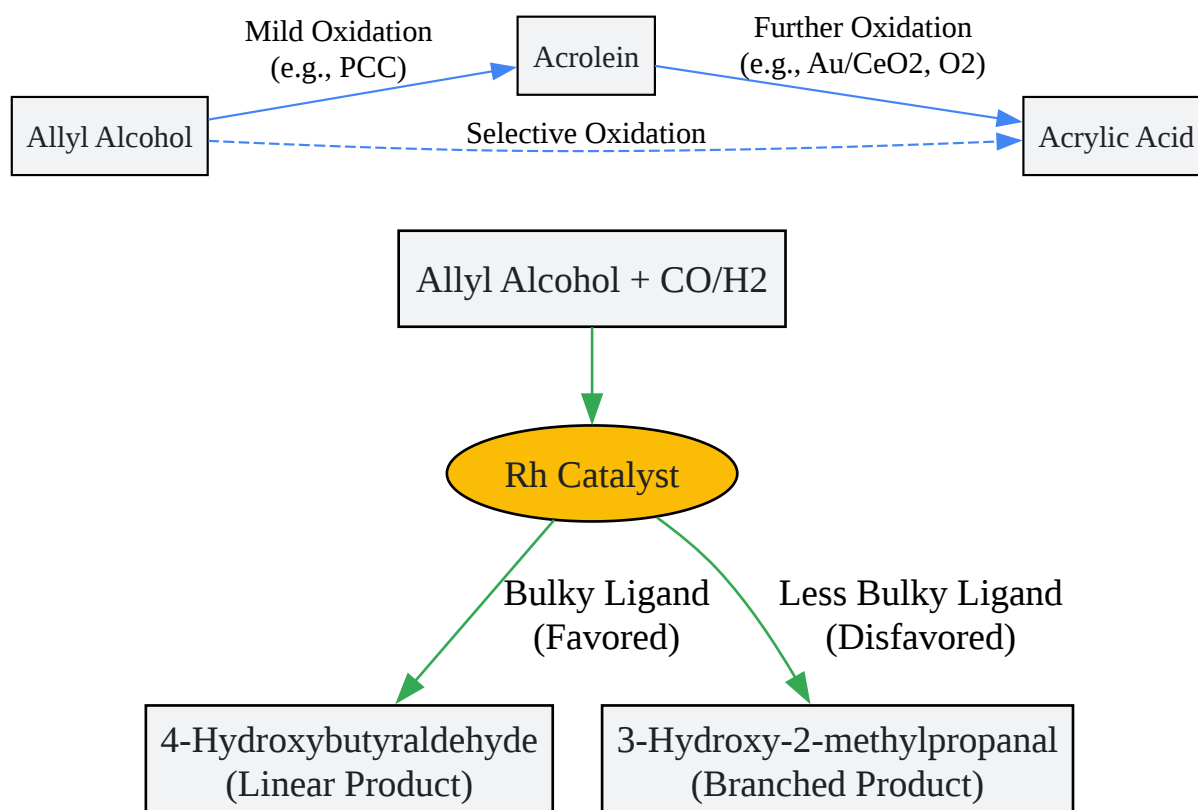 Mild Oxidation
(e.g., PCC)
Acrolein
Further Oxidation
(e.g., Au/CeO2, O2)
Allyl Alcohol
Selective Oxidation
Acrylic Acid
Allyl Alcohol + CO/H2
Rh Catalyst
Bulky Ligand
(Favored)
Less Bulky Ligand
(Disfavored)
4-Hydroxybutyraldehyde
(Linear Product)
3-Hydroxy-2-methylpropanal
(Branched Product)